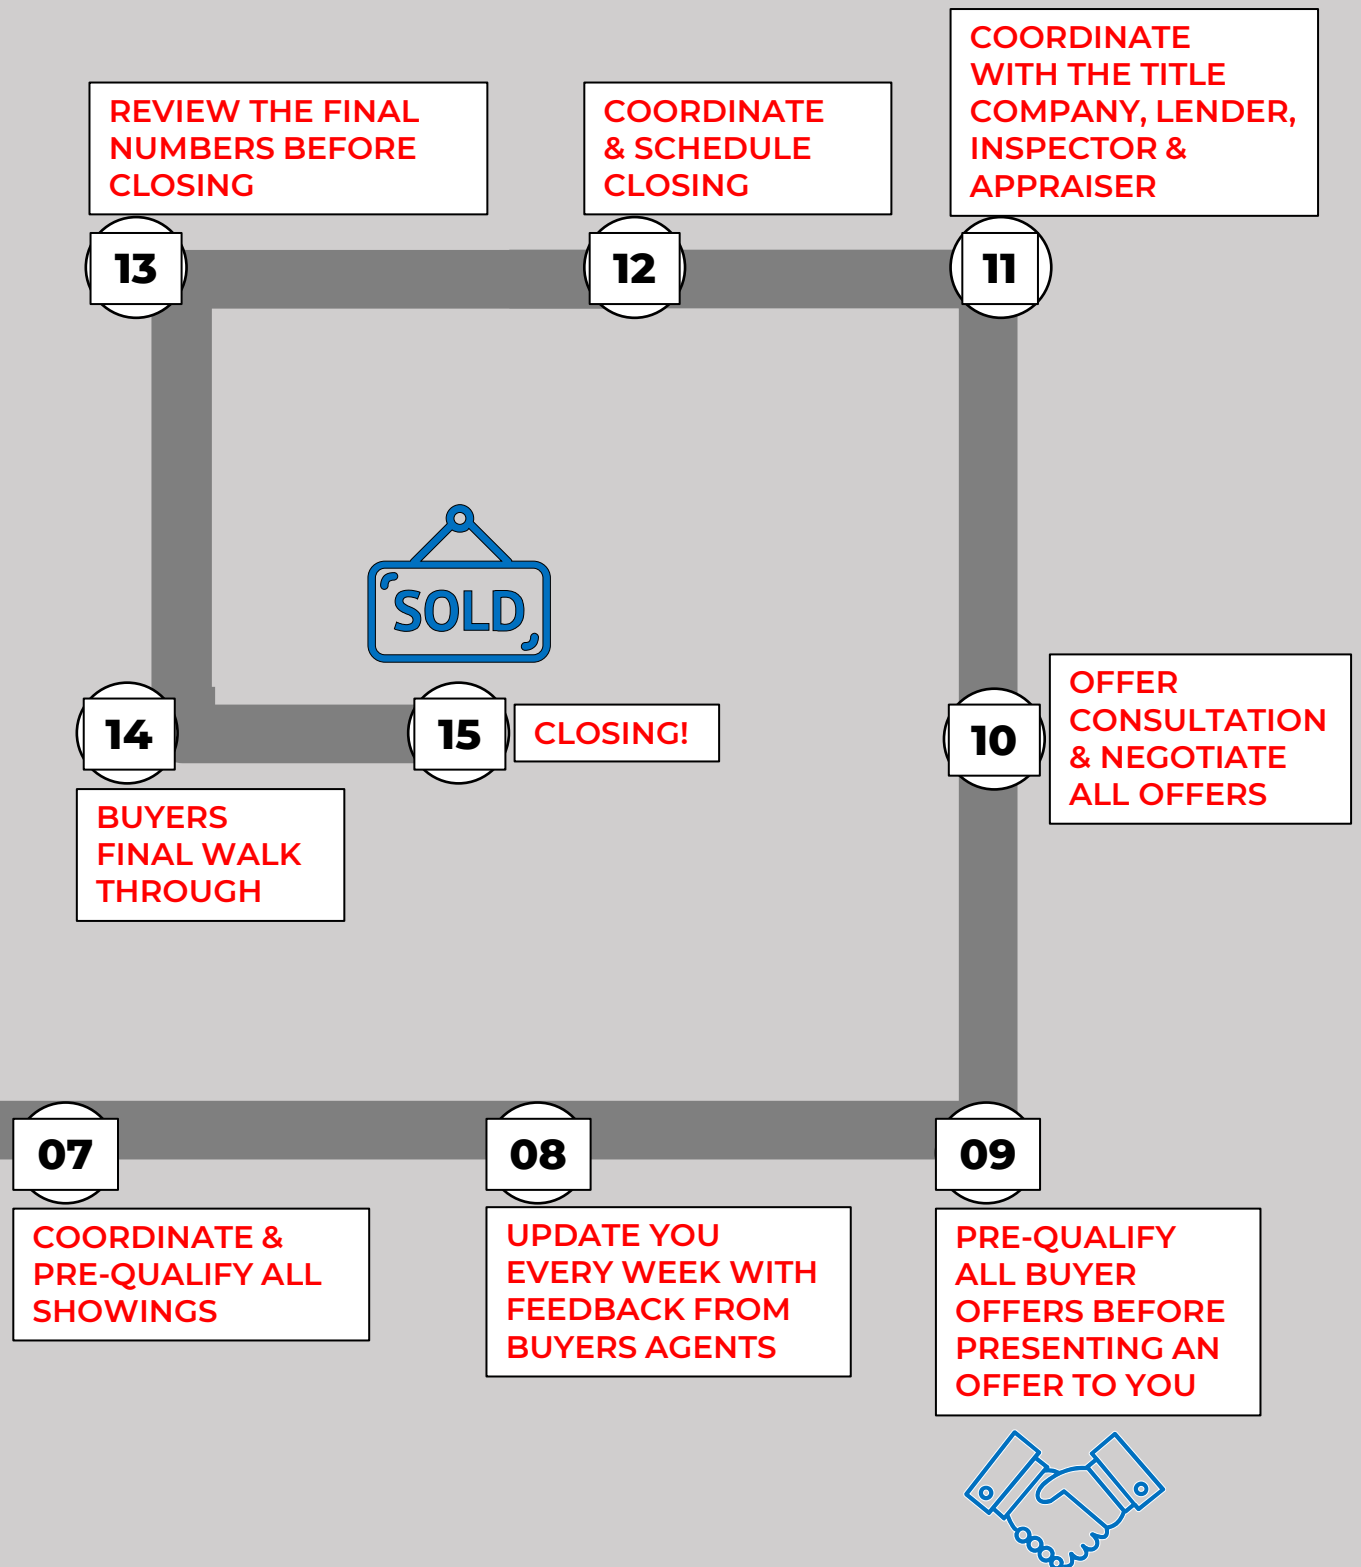 COORDINATE
WITH THE TITLE
COMPANY, LENDER,
INSPECTOR &
APPRAISER
REVIEW THE FINAL
NUMBERS BEFORE
CLOSING
COORDINATE
& SCHEDULE
CLOSING
13
12
11
SOLD
OFFER
CONSULTATION
& NEGOTIATE
ALL OFFERS
14
15
CLOSING!
10
BUYERS
FINAL WALK
THROUGH
07
08
09
COORDINATE &
PRE-QUALIFY ALL
SHOWINGS
UPDATE YOU
EVERY WEEK WITH
FEEDBACK FROM
BUYERS AGENTS
PRE-QUALIFY
ALL BUYER
OFFERS BEFORE
PRESENTING AN
OFFER TO YOU